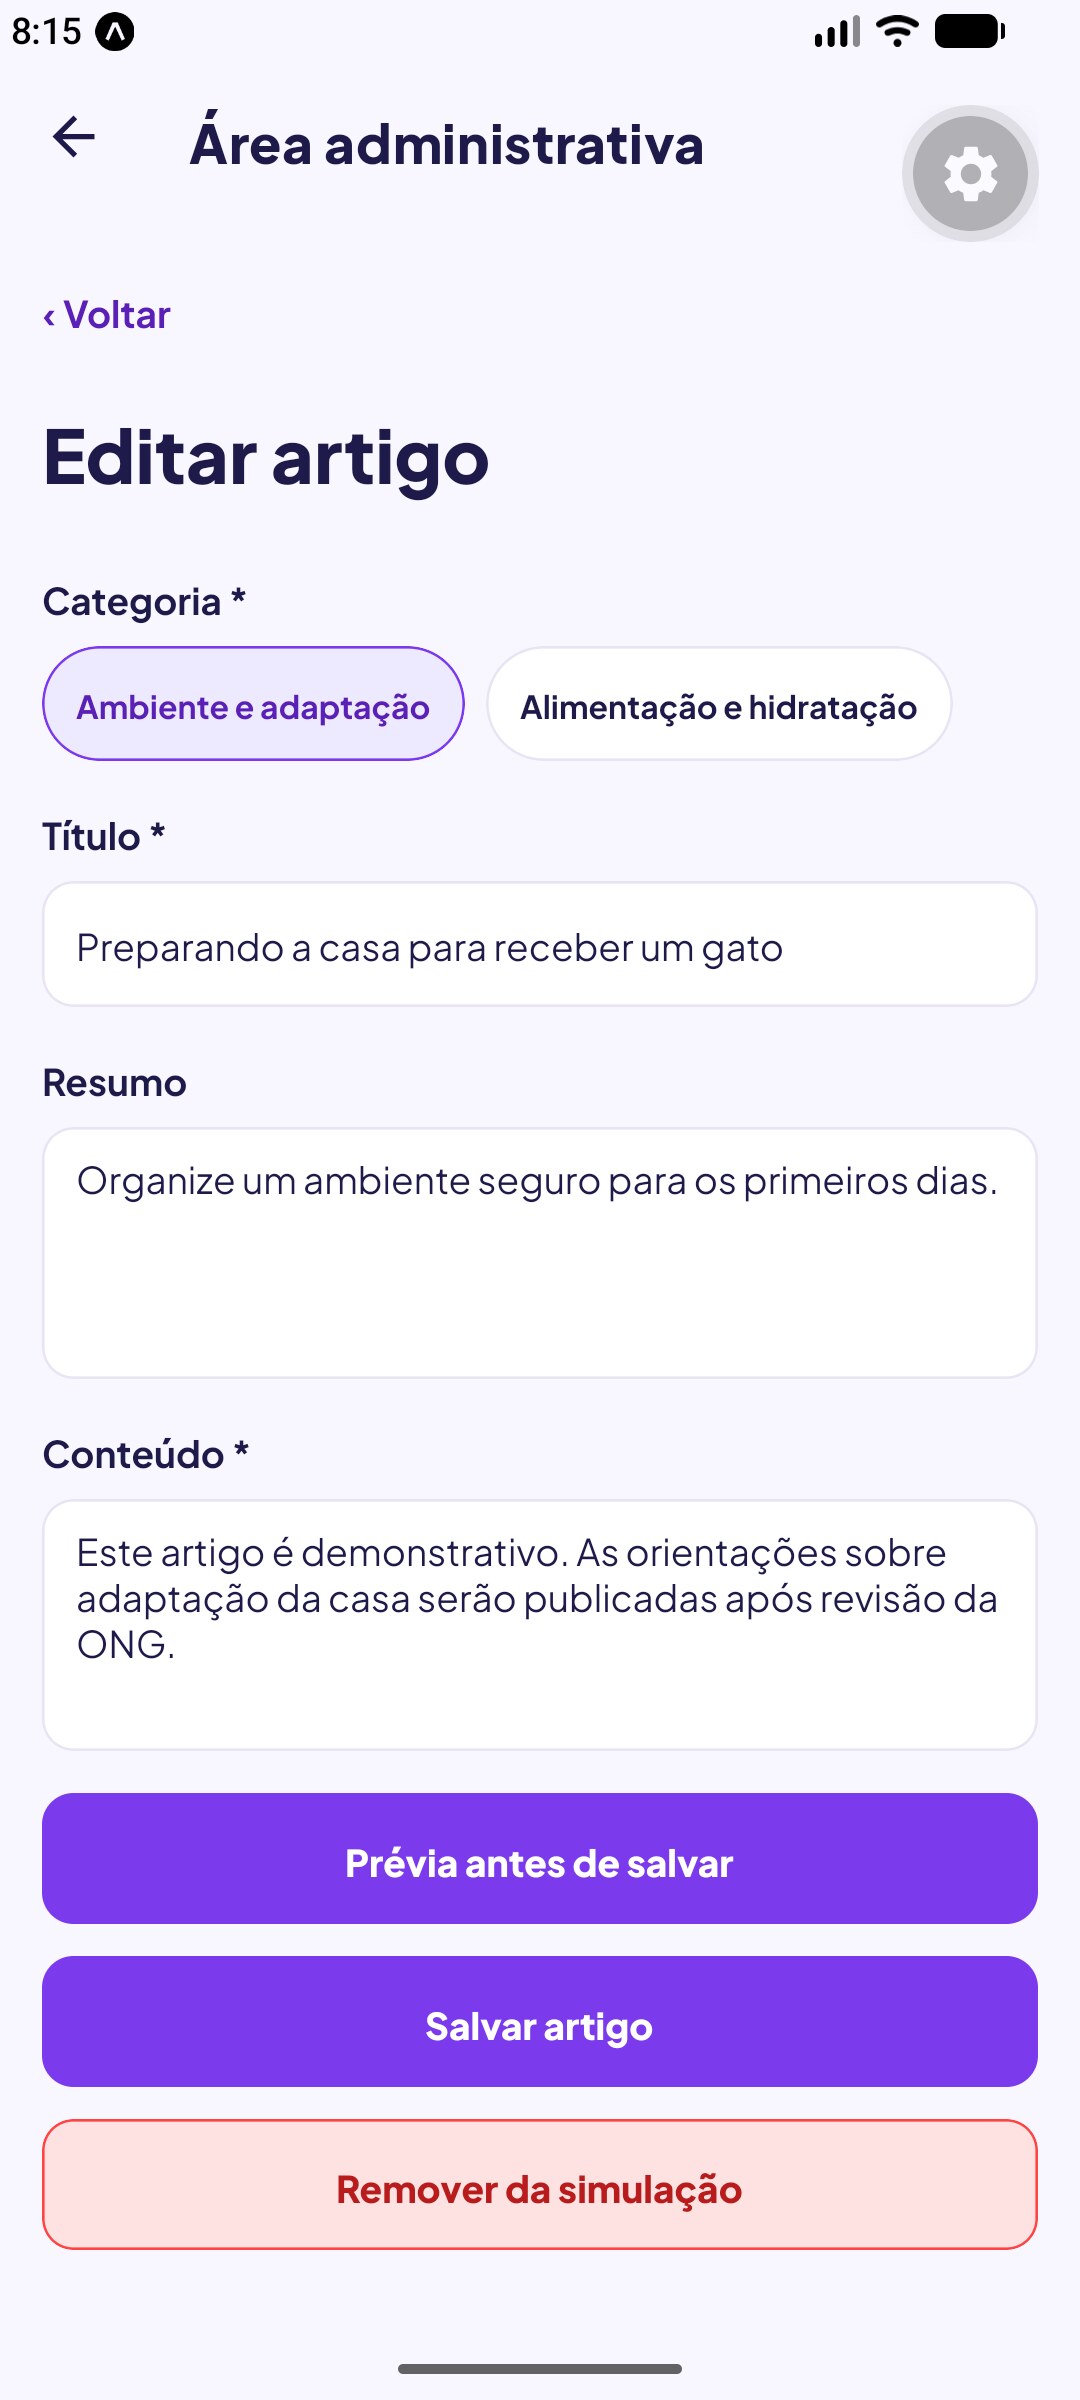 8:15
Área administrativa
‹ Voltar
Editar artigo
Categoria *
Ambiente e adaptação
Alimentação e hidratação
Título *
Preparando a casa para receber um gato
Resumo
Organize um ambiente seguro para os primeiros dias.
Conteúdo *
Este artigo é demonstrativo. As orientações sobre
adaptação da casa serão publicadas após revisão da
ONG.
Prévia antes de salvar
Salvar artigo
Remover da simulação